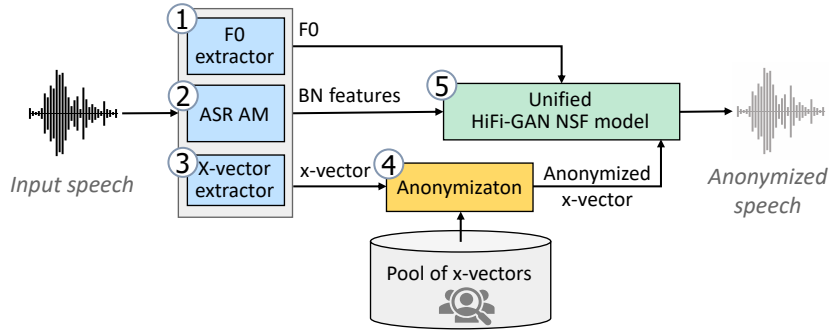 1
F0
extractor
F0
2
ASR AM
BN features
3
X-vector
extractor
x-vector
4
Anonymizaton
Anonymized
x-vector
5
Unified
HiFi-GAN NSF model
Pool of x-vectors
Input speech
Anonymized
speech